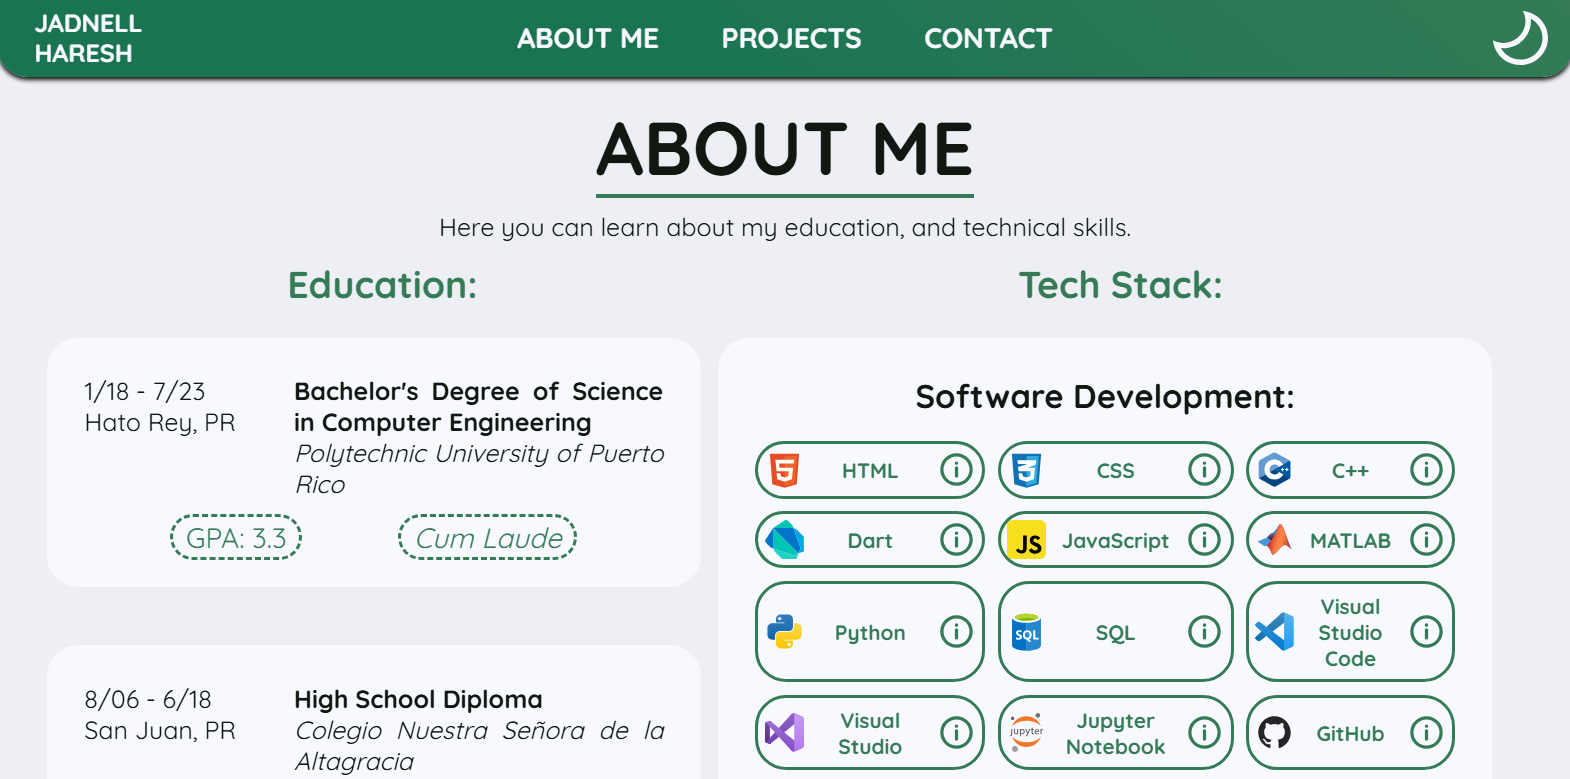 JADNELL
HARESH
ABOUT ME
PROJECTS
CONTACT
ABOUT ME
Here you can learn about my education, and technical skills.
Education:
1/18 - 7/23
Hato Rey, PR
Bachelor's Degree of Science
in Computer Engineering
Polytechnic University of Puerto
Rico
GPA: 3.3
Cum Laude
8/06 - 6/18
San Juan, PR
High School Diploma
Colegio Nuestra Señora de la
Altagracia
Tech Stack:
Software Development:
HTML
CSS
C++
Dart
JS
JavaScript
MATLAB
Python
SQL
SQL
Visual
Studio
Code
Visual
Studio
jupyter
Jupyter
Notebook
GitHub